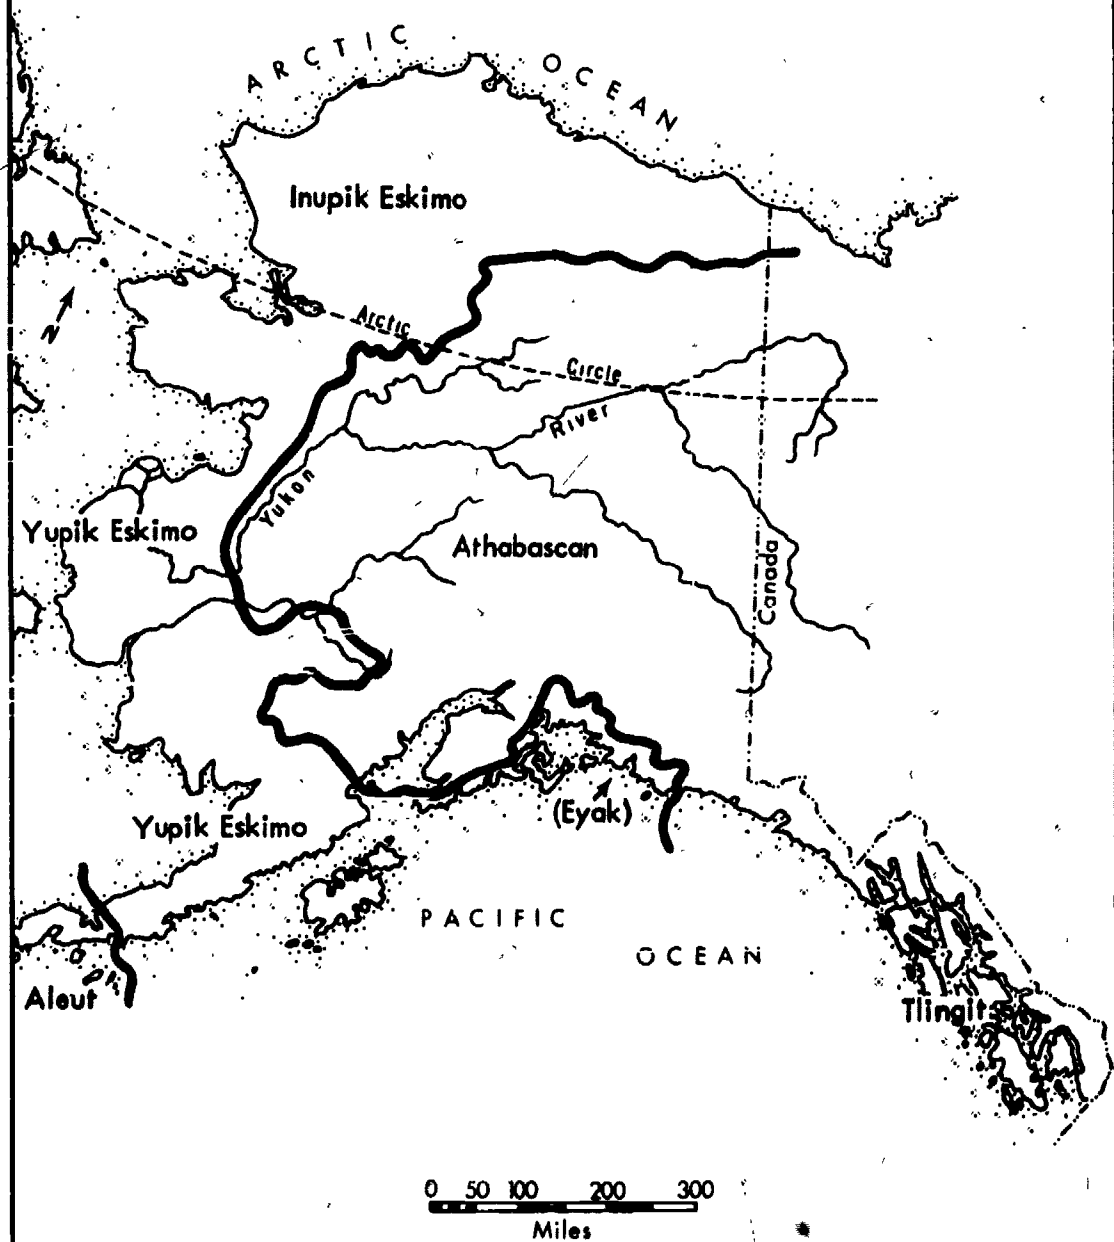 ARCTIC OCEAN
Inupik Eskimo
N
Arctic Circle
Yukon River
Yupik Eskimo
Athabascan
Canada
(Eyak)
Yupik Eskimo
PACIFIC OCEAN
Aleut
Tlingit
0 50 100 200 300
Miles